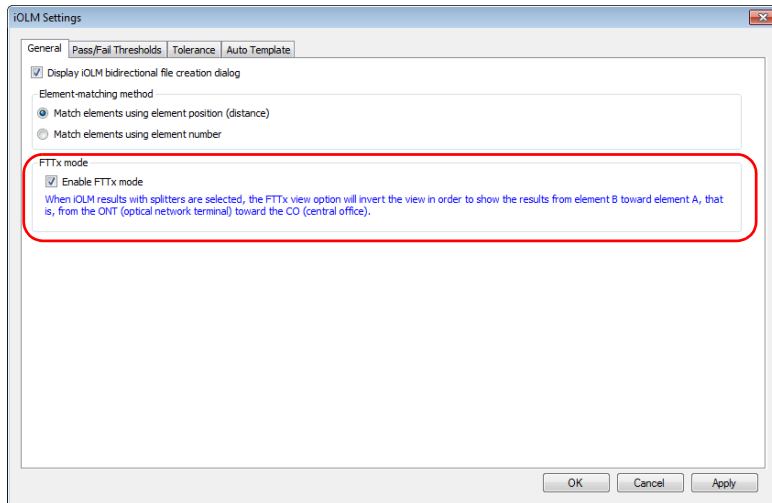 iOLM Settings
General Pass/Fail Thresholds Tolerance Auto Template
Display iOLM bidirectional file creation dialog
Element-matching method
Match elements using element position (distance)
Match elements using element number
FTTx mode
Enable FTTx mode
When iOLM results with splitters are selected, the FTTx view option will invert the view in order to show the results from element B toward element A, that
is, from the ONT (optical network terminal) toward the CO (central office).
OK Cancel Apply